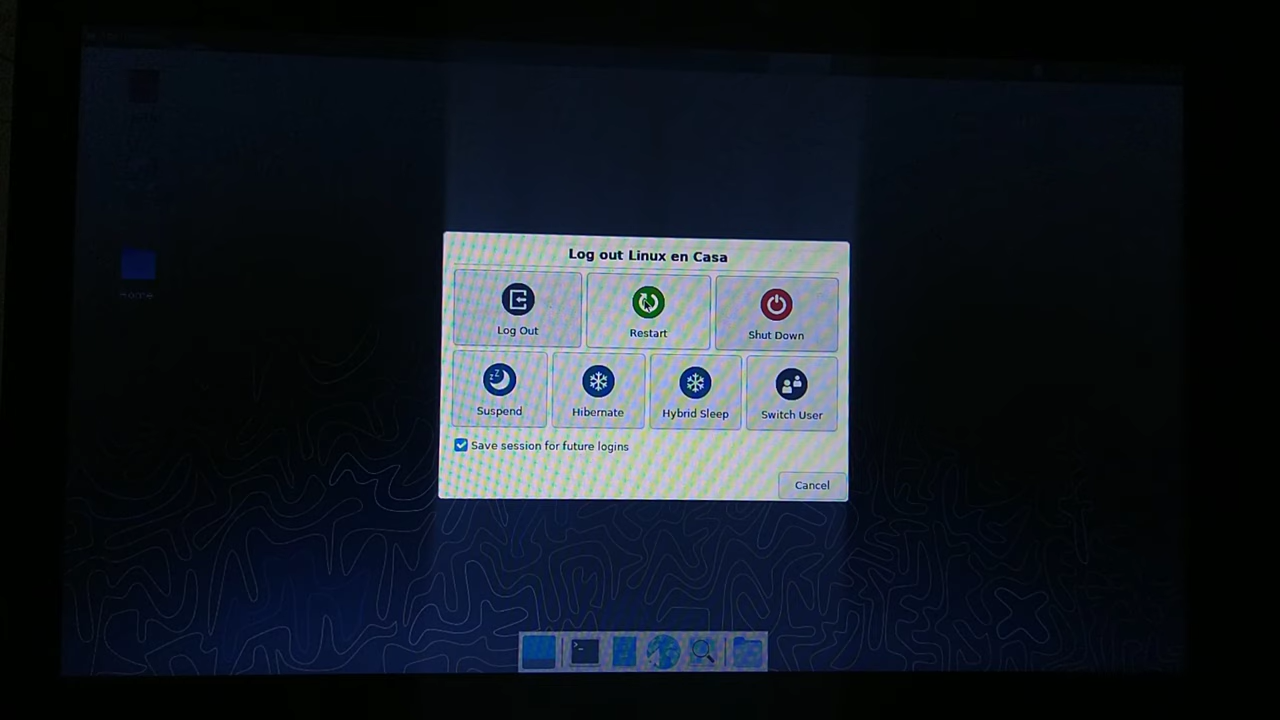 Log out Linux en Casa
Log Out
Restart
Shut Down
Suspend
Hibernate
Hybrid Sleep
Switch User
Save session for future logins
Cancel
Home